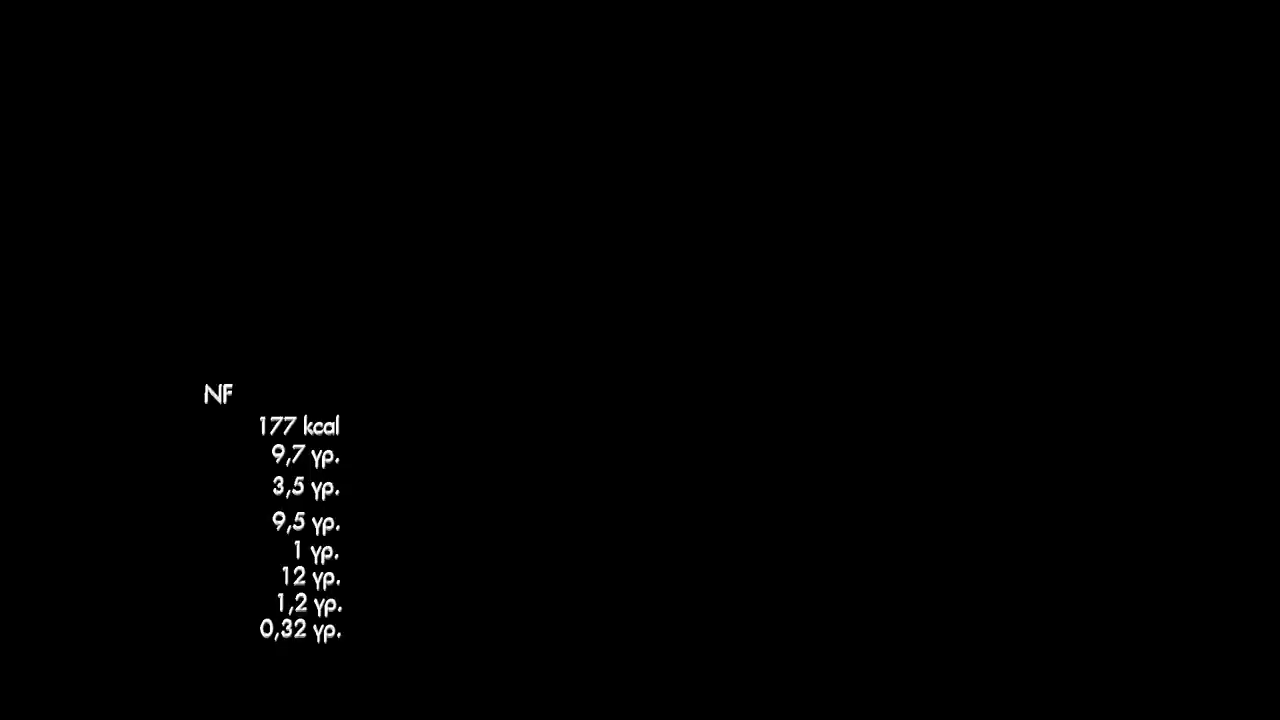 NF
177 kcal
9,7 γρ.
3,5 γρ.
9,5 γρ.
1 γρ.
12 γρ.
1,2 γρ.
0,32 γρ.